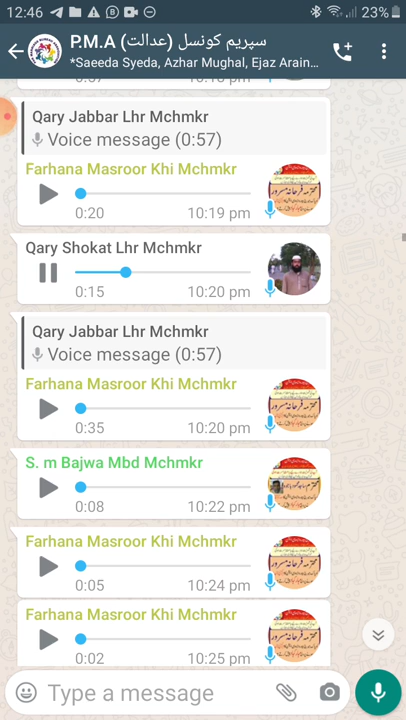 12:46
23%
P.M.A سپریم کونسل (عدالت)
*Saeeda Syeda, Azhar Mughal, Ejaz Arain...
10:18 pm
Qary Jabbar Lhr Mchmkr
Voice message (0:57)
Farhana Masroor Khi Mchmkr
0:20 10:19 pm
Qary Shokat Lhr Mchmkr
0:15 10:20 pm
Qary Jabbar Lhr Mchmkr
Voice message (0:57)
Farhana Masroor Khi Mchmkr
0:35 10:20 pm
S. m Bajwa Mbd Mchmkr
0:08 10:22 pm
Farhana Masroor Khi Mchmkr
0:05 10:24 pm
Farhana Masroor Khi Mchmkr
0:02 10:25 pm
Type a message